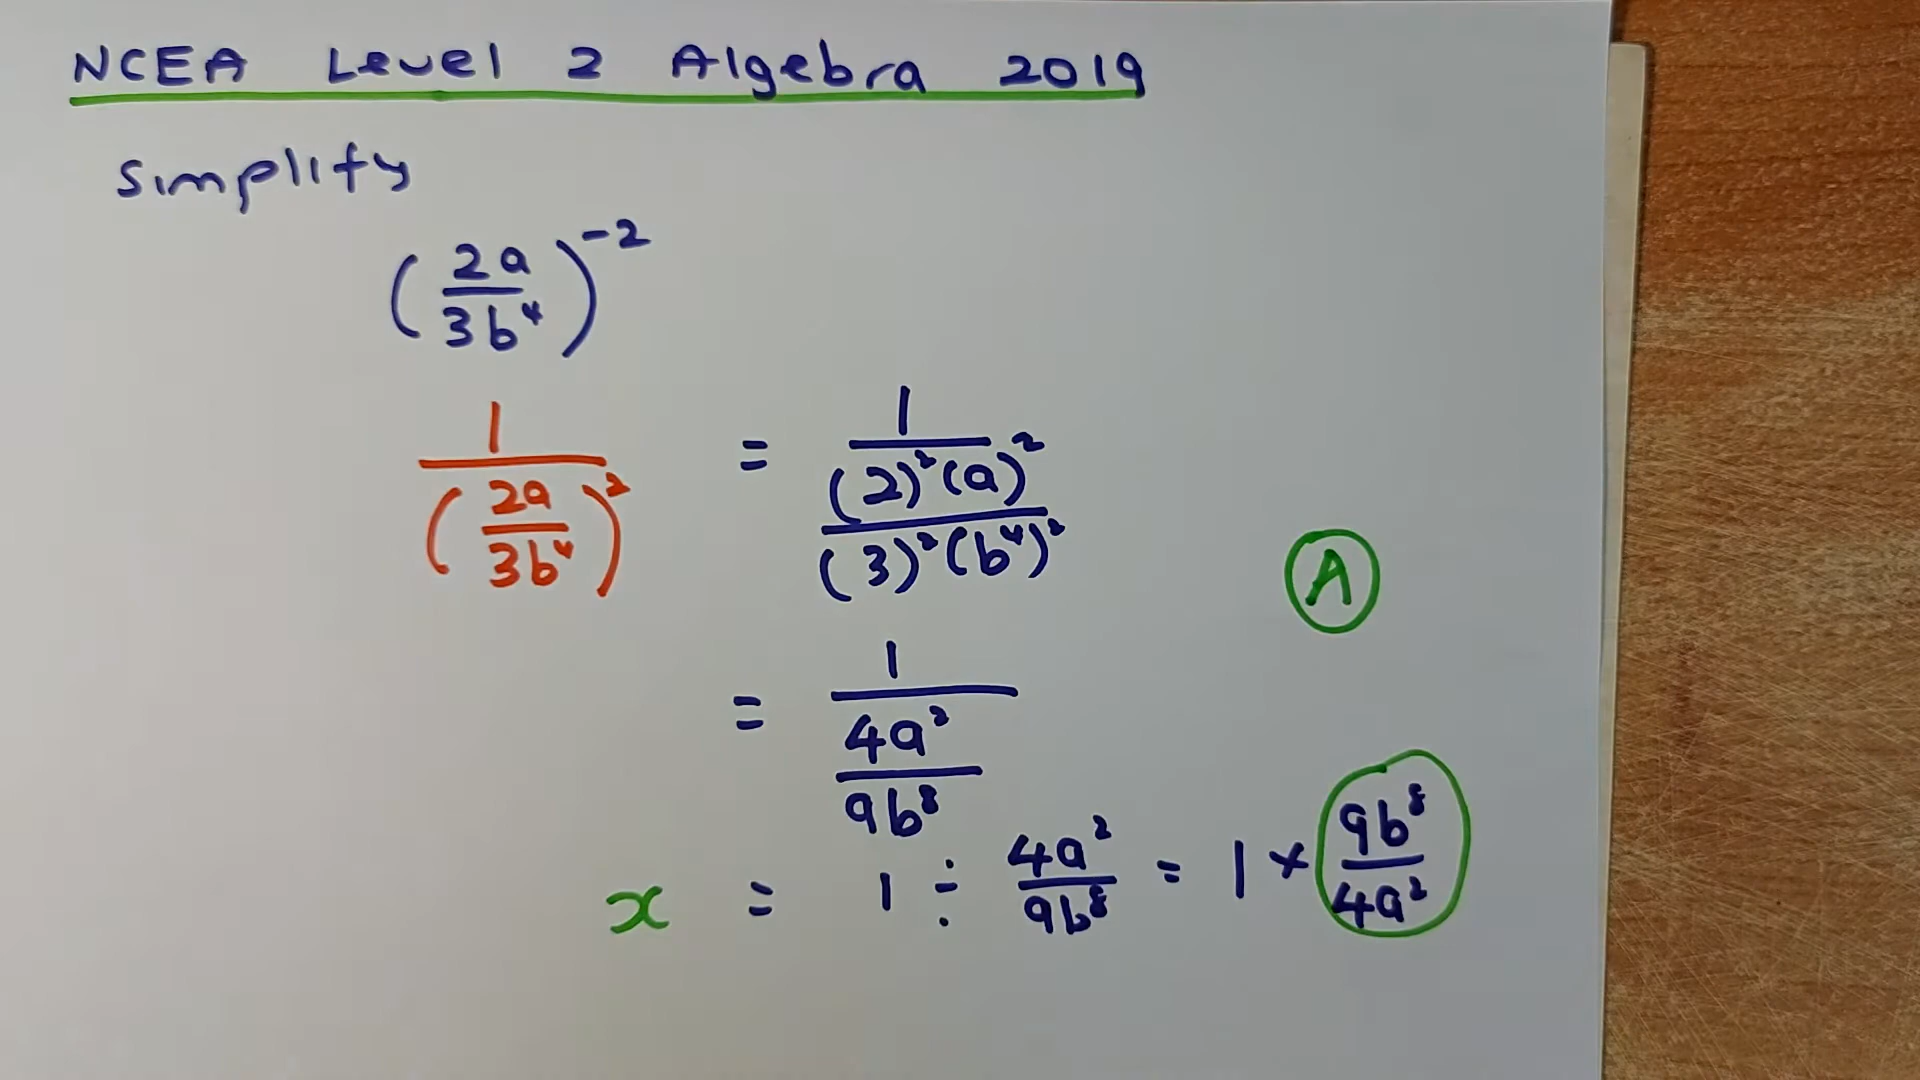 NCEA Level 2 Algebra 2019
Simplify
(2a/3b⁴)⁻²
1/(2a/3b⁴)² = 1/((2)²(a)²/(3)²(b⁴)²)
A
= 1/(4a²/9b⁸)
x = 1 ÷ 4a²/9b⁸ = 1 × 9b⁸/4a²